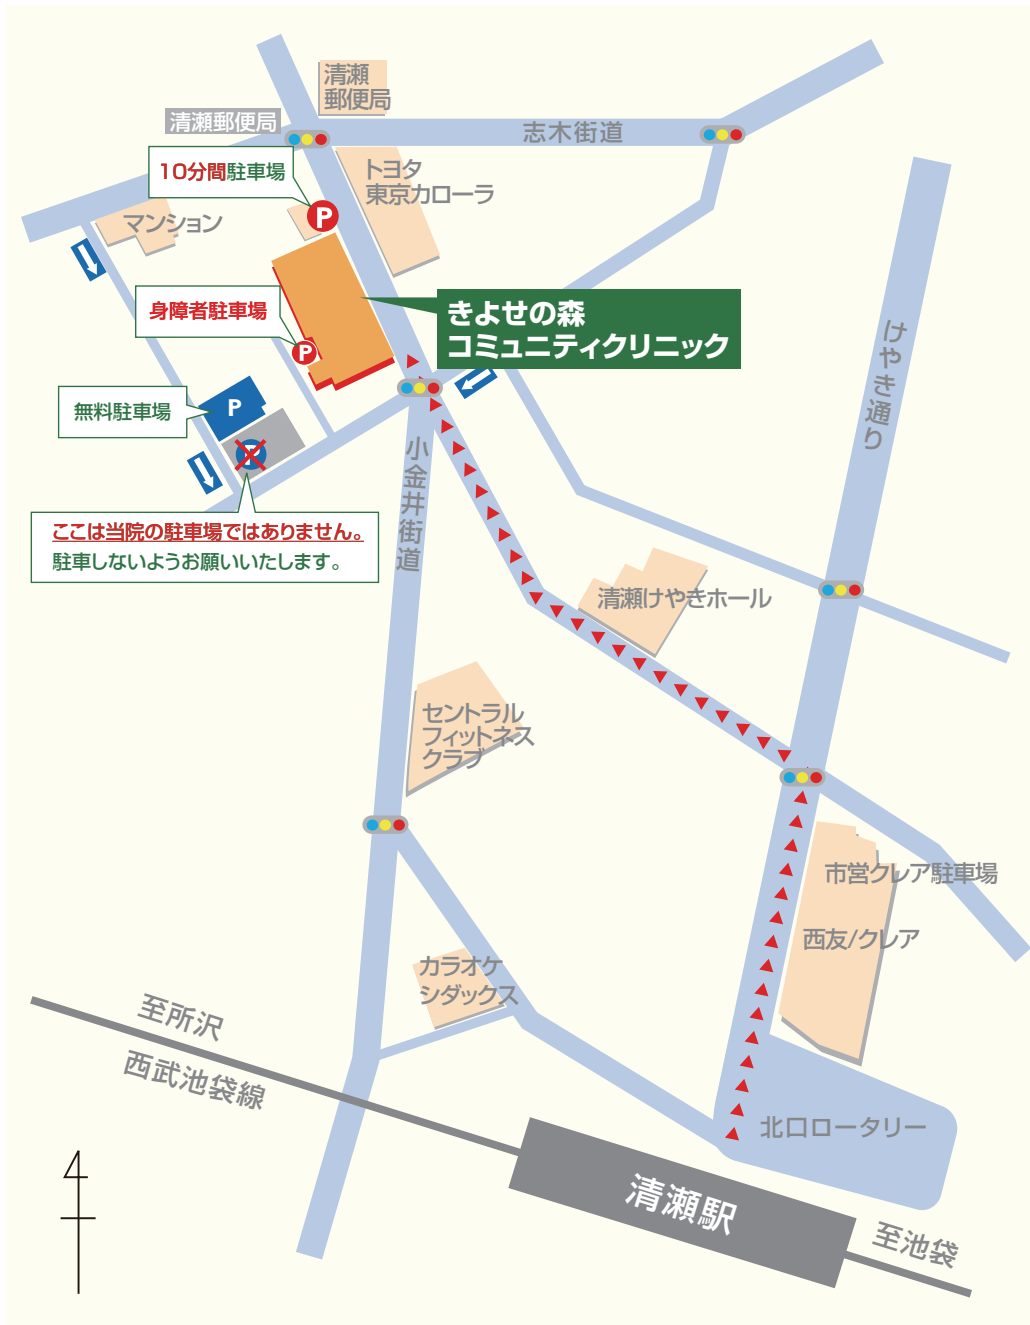 清瀬
郵便局
清瀬郵便局
志木街道
10分間駐車場
P
トヨタ
東京カローラ
マンション
身障者駐車場
P
きよせの森
コミュニティクリニック
けやき通り
無料駐車場
P
P
小金井街道
ここは当院の駐車場ではありません。
駐車しないようお願いいたします。
清瀬けやきホール
セントラル
フィットネス
クラブ
市営クレア駐車場
西友/クレア
カラオケ
シダックス
至所沢
西武池袋線
北口ロータリー
清瀬駅
至池袋